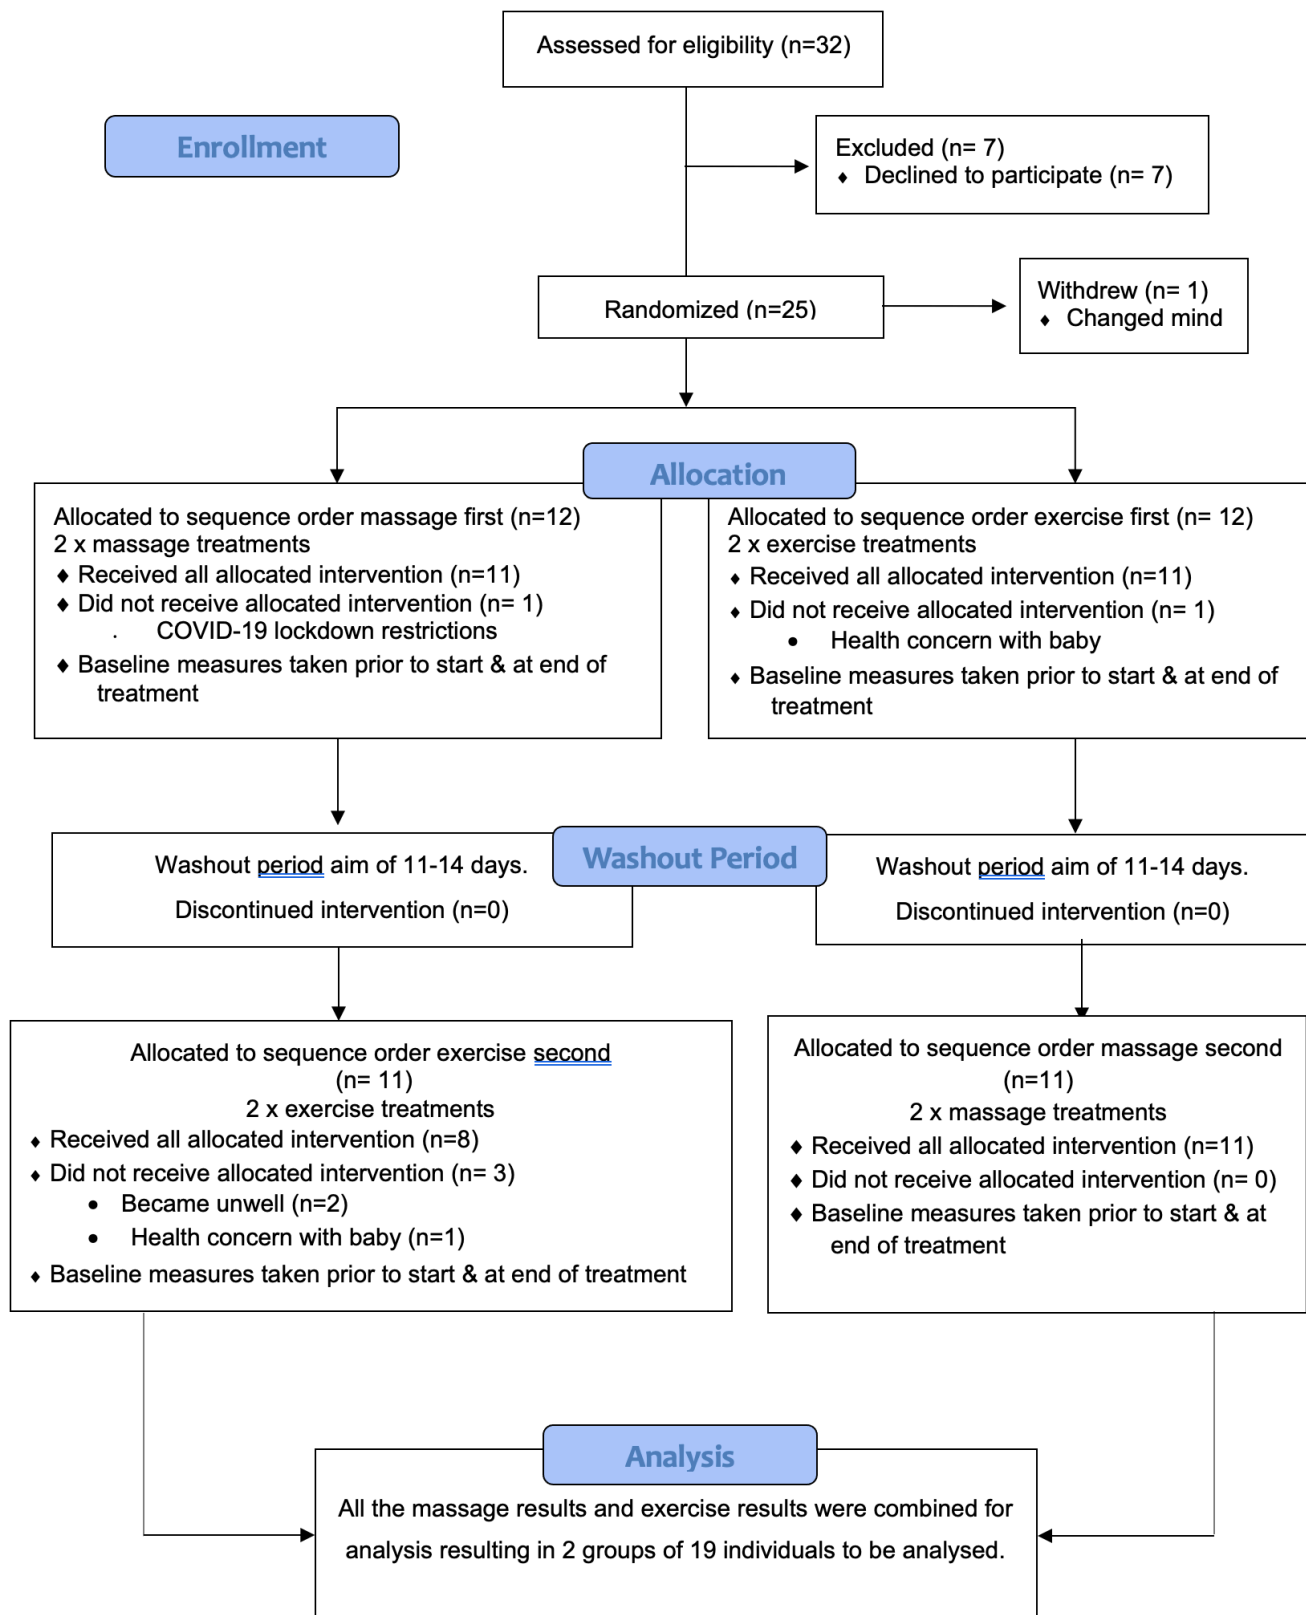 Assessed for eligibility (n=32)
Enrollment
Excluded (n= 7)
♦ Declined to participate (n= 7)
Randomized (n=25)
Withdrew (n= 1)
♦ Changed mind
Allocation
Allocated to sequence order massage first (n=12)
2 x massage treatments
♦ Received all allocated intervention (n=11)
♦ Did not receive allocated intervention (n= 1)
. COVID-19 lockdown restrictions
♦ Baseline measures taken prior to start & at end of
treatment
Allocated to sequence order exercise first (n= 12)
2 x exercise treatments
♦ Received all allocated intervention (n=11)
♦ Did not receive allocated intervention (n= 1)
• Health concern with baby
♦ Baseline measures taken prior to start & at end of
treatment
Washout Period
Washout period aim of 11-14 days.
Discontinued intervention (n=0)
Washout period aim of 11-14 days.
Discontinued intervention (n=0)
Allocated to sequence order exercise second
(n= 11)
2 x exercise treatments
♦ Received all allocated intervention (n=8)
♦ Did not receive allocated intervention (n= 3)
• Became unwell (n=2)
• Health concern with baby (n=1)
♦ Baseline measures taken prior to start & at end of treatment
Allocated to sequence order massage second
(n=11)
2 x massage treatments
♦ Received all allocated intervention (n=11)
♦ Did not receive allocated intervention (n= 0)
♦ Baseline measures taken prior to start & at
end of treatment
Analysis
All the massage results and exercise results were combined for
analysis resulting in 2 groups of 19 individuals to be analysed.